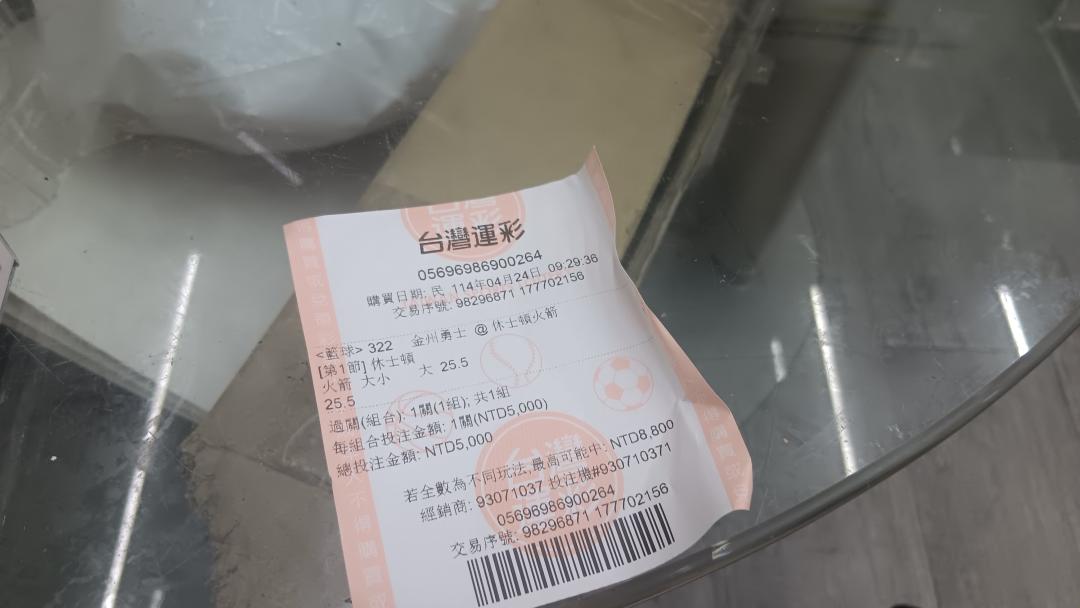 台灣運彩
05696986900264
購買日期: 民 114年04月24日 09:29:36
交易序號: 98296871 177702156
<籃球> 322 金州勇士 @ 休士頓火箭
[第1節] 休士頓 大 25.5
火箭 大小
25.5
過關(組合): 1關(1組); 共1組
每組合投注金額: 1關(NTD5,000)
總投注金額: NTD5,000
若全數為不同玩法,最高可能中: NTD8,800
經銷商: 93071037 投注機#930710371
05696986900264
交易序號: 98296871 177702156